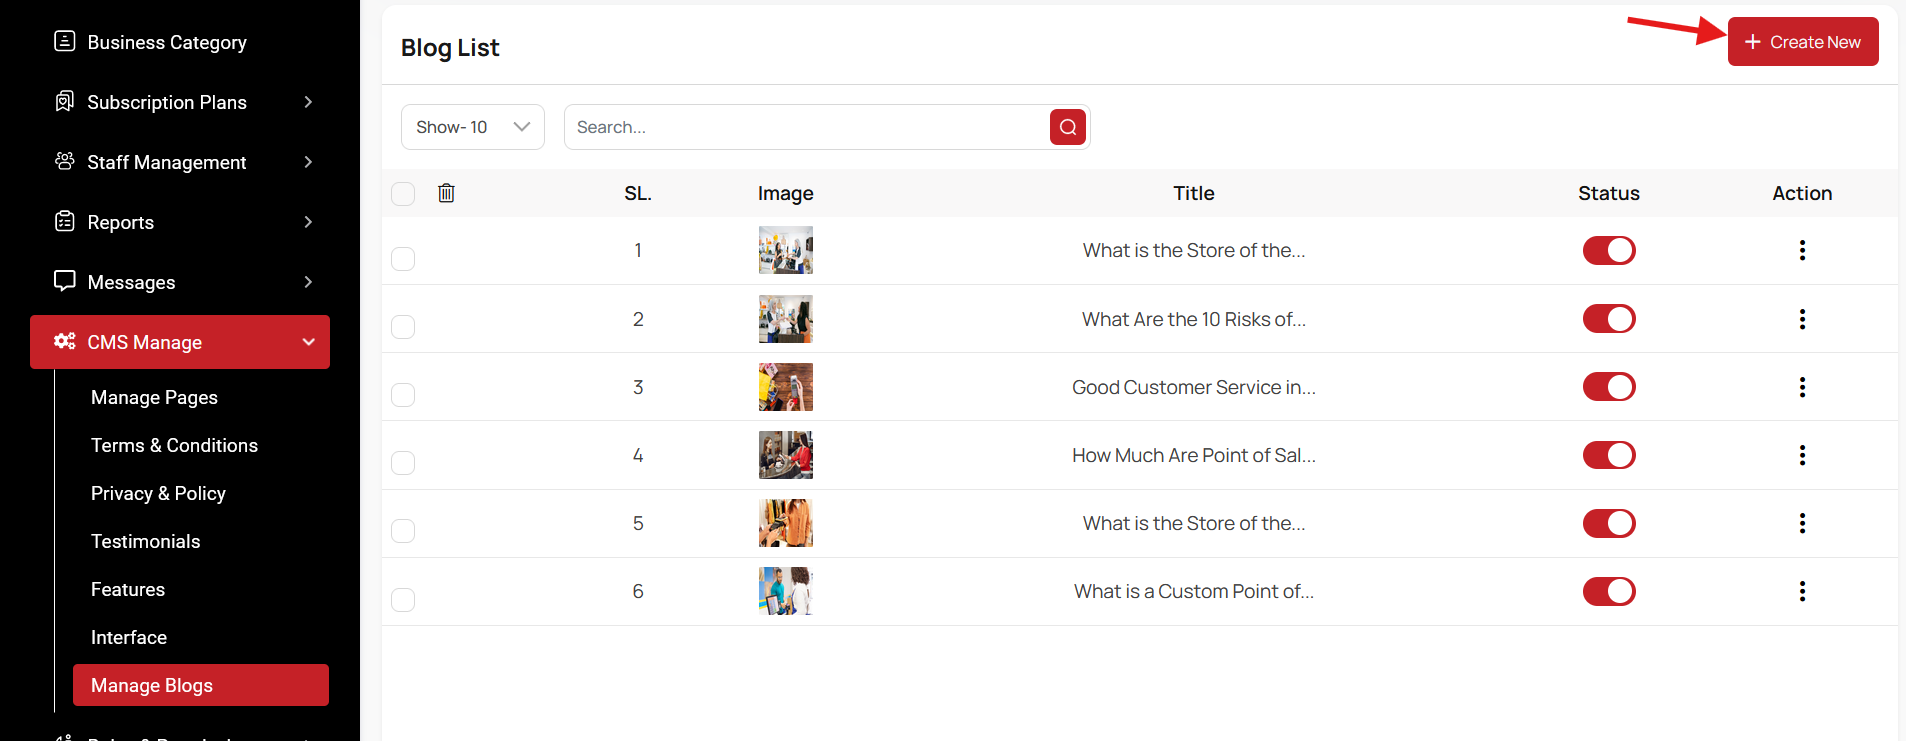 Business Category
Subscription Plans
Staff Management
Reports
Messages
CMS Manage
Manage Pages
Terms & Conditions
Privacy & Policy
Testimonials
Features
Interface
Manage Blogs
Blog List
+ Create New
Show- 10
Search...
SL. Image Title Status Action
1 What is the Store of the...
2 What Are the 10 Risks of...
3 Good Customer Service in...
4 How Much Are Point of Sal...
5 What is the Store of the...
6 What is a Custom Point of...